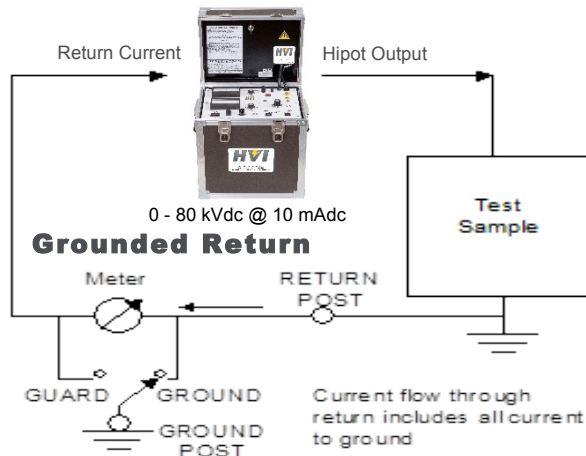 Return Current
Hipot Output
HVI
HVI
0 - 80 kVdc @ 10 mAdc
Grounded Return
Test
Sample
Meter
RETURN
POST
GUARD
GROUND
GROUND
POST
Current flow through
return includes all current
to ground